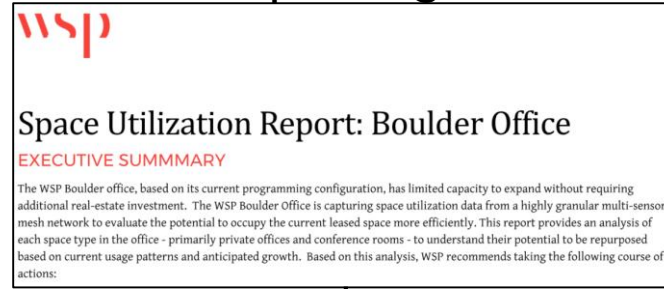 wsp
Space Utilization Report: Boulder Office
EXECUTIVE SUMMMARY
The WSP Boulder office, based on its current programming configuration, has limited capacity to expand without requiring
additional real-estate investment. The WSP Boulder Office is capturing space utilization data from a highly granular multi-sensor
mesh network to evaluate the potential to occupy the current leased space more efficiently. This report provides an analysis of
each space type in the office - primarily private offices and conference rooms - to understand their potential to be repurposed
based on current usage patterns and anticipated growth. Based on this analysis, WSP recommends taking the following course of
actions: